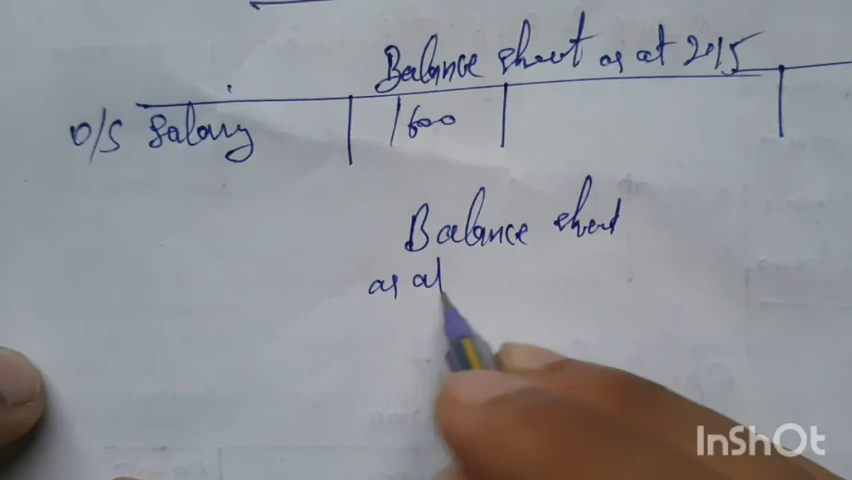 Balance sheet as at 2015
O/S Salary 1600
Balance sheet
as at
InShOt